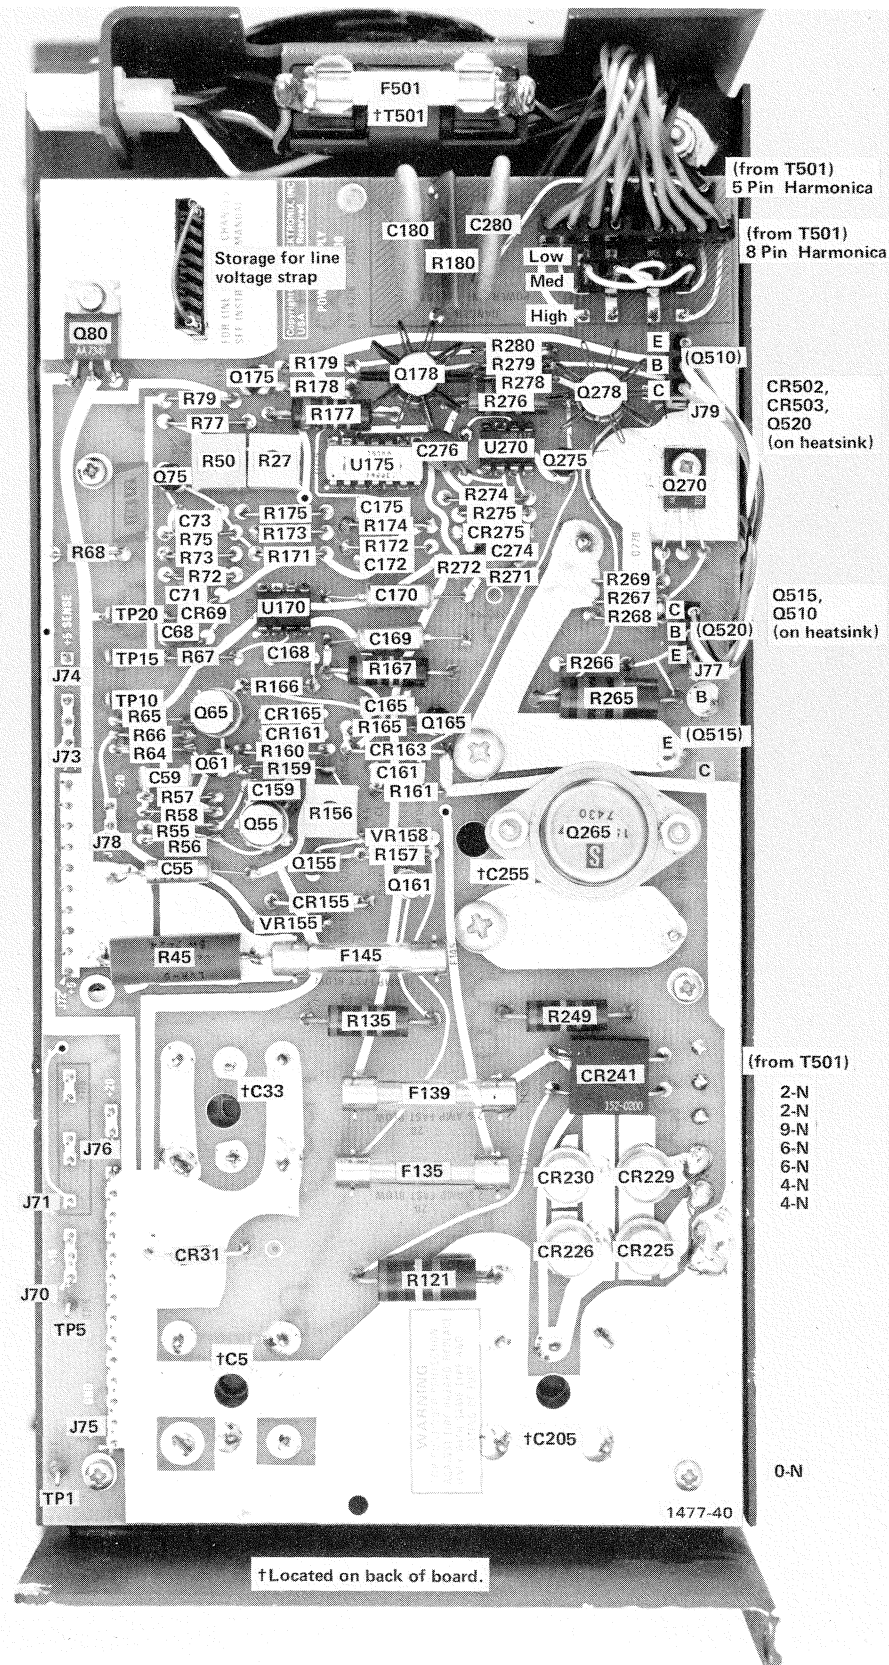 F501
†T501
(from T501)
5 Pin Harmonica
(from T501)
8 Pin Harmonica
C180
C280
R180
Low
Med
High
Storage for line
voltage strap
Q80
R280
R179
R279
Q175
R178
Q178
R278
Q278
E
B
(Q510)
C
J79
CR502,
CR503,
Q520
(on heatsink)
R79
R177
R276
R77
C276
U270
R50
R27
U175
Q275
Q75
Q270
R274
C73
R175
C175
R275
R75
R173
R174
CR275
R68
R73
R171
R172
C274
C172
R272
R72
R271
R269
C71
C170
R267
TP20
CR69
U170
R268
C
Q515,
Q510
(on heatsink)
+5 SENSE
C68
C169
B
(Q520)
TP15
R67
C168
E
J74
R167
R266
J77
R166
R265
B
TP10
Q65
C165
Q165
R65
CR165
R165
R66
CR161
E
(Q515)
J73
R64
R160
CR163
Q61
R159
C161
C
C59
C159
R161
R57
R58
Q55
R156
VR158
Q265
7430
J78
R55
R56
Q155
R157
†C255
C55
Q161
CR155
VR155
R45
F145
R135
R249
CR241
152-0200
(from T501)
†C33
F139
2-N
2-N
9-N
6-N
6-N
4-N
4-N
J76
F135
CR230
CR229
J71
CR31
CR226
CR225
J70
R121
TP5
†C5
WARNING
J75
†C205
TP1
0-N
1477-40
†Located on back of board.